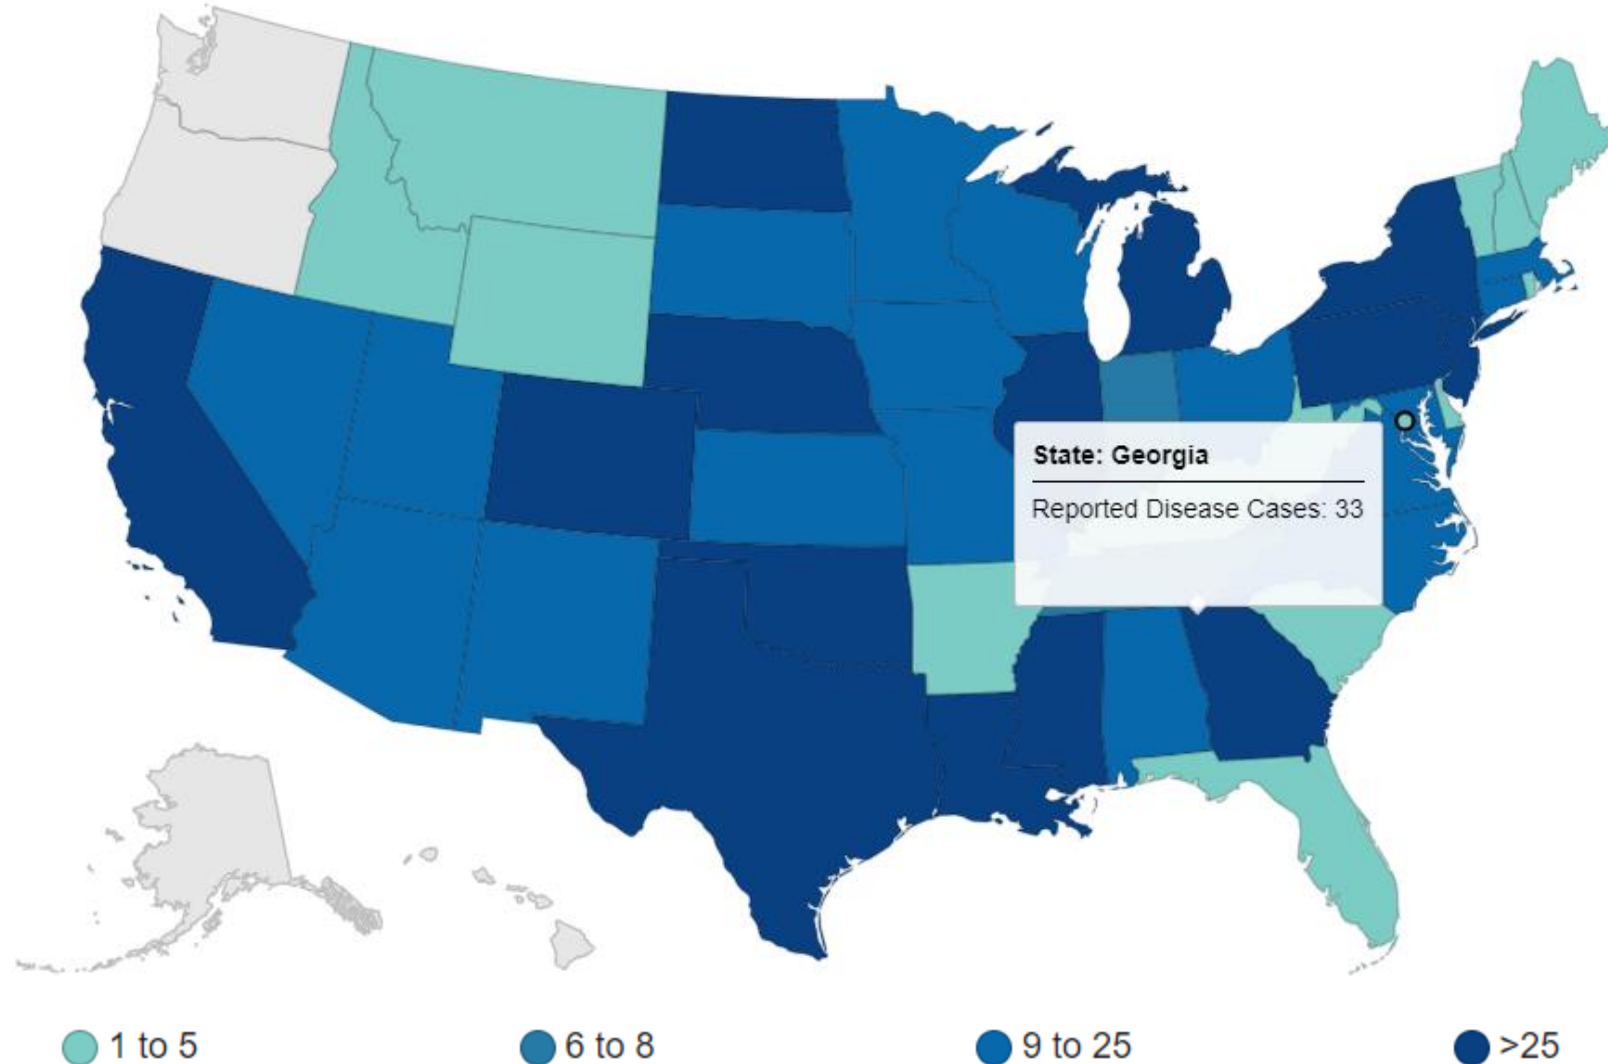 State: Georgia
Reported Disease Cases: 33
1 to 5
6 to 8
9 to 25
>25